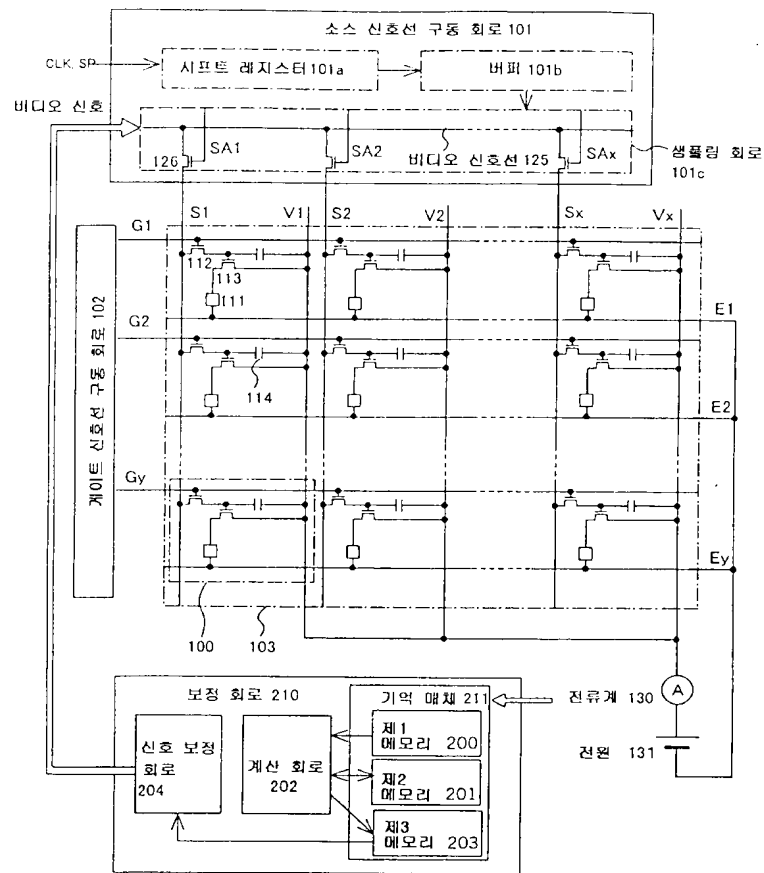 소스 신호선 구동 회로 101
CLK, SP
시프트 레지스터 101a
버퍼 101b
비디오 신호
SA1
SA2
SAx
126
비디오 신호선 125
샘플링 회로
101c
S1
V1
S2
V2
Sx
Vx
G1
112
113
111
E1
게이트 신호선 구동 회로 102
G2
114
E2
Gy
Ey
100
103
보정 회로 210
기억 매체 211
전류계 130
A
신호 보정
회로
204
계산 회로
202
제1
메모리 200
제2
메모리 201
제3
메모리 203
전원 131